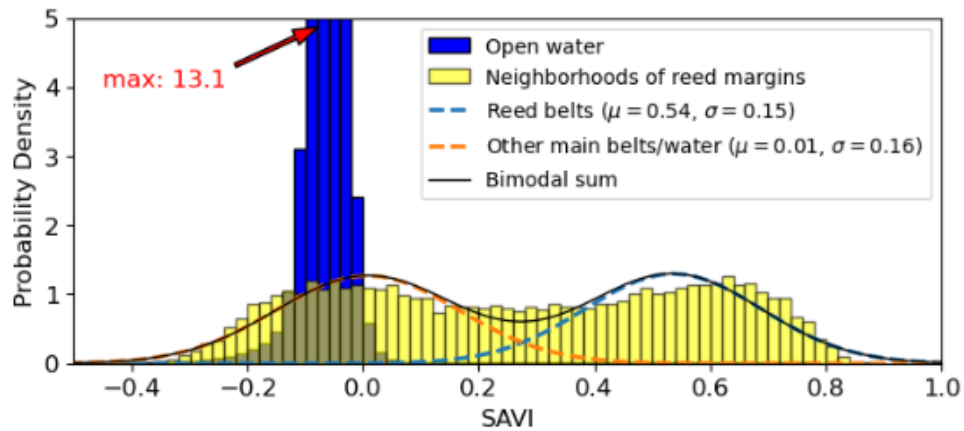 5
4
3
2
1
0
Probability Density
max: 13.1
Open water
Neighborhoods of reed margins
Reed belts (μ = 0.54, σ = 0.15)
Other main belts/water (μ = 0.01, σ = 0.16)
Bimodal sum
−0.4 −0.2 0.0 0.2 0.4 0.6 0.8 1.0
SAVI